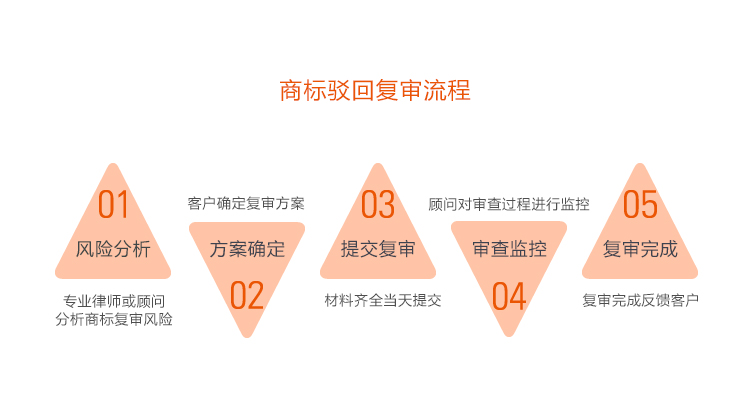 商标驳回复审流程
01
风险分析
专业律师或顾问
分析商标复审风险
客户确定复审方案
方案确定
02
03
提交复审
材料齐全当天提交
顾问对审查过程进行监控
审查监控
04
05
复审完成
复审完成反馈客户